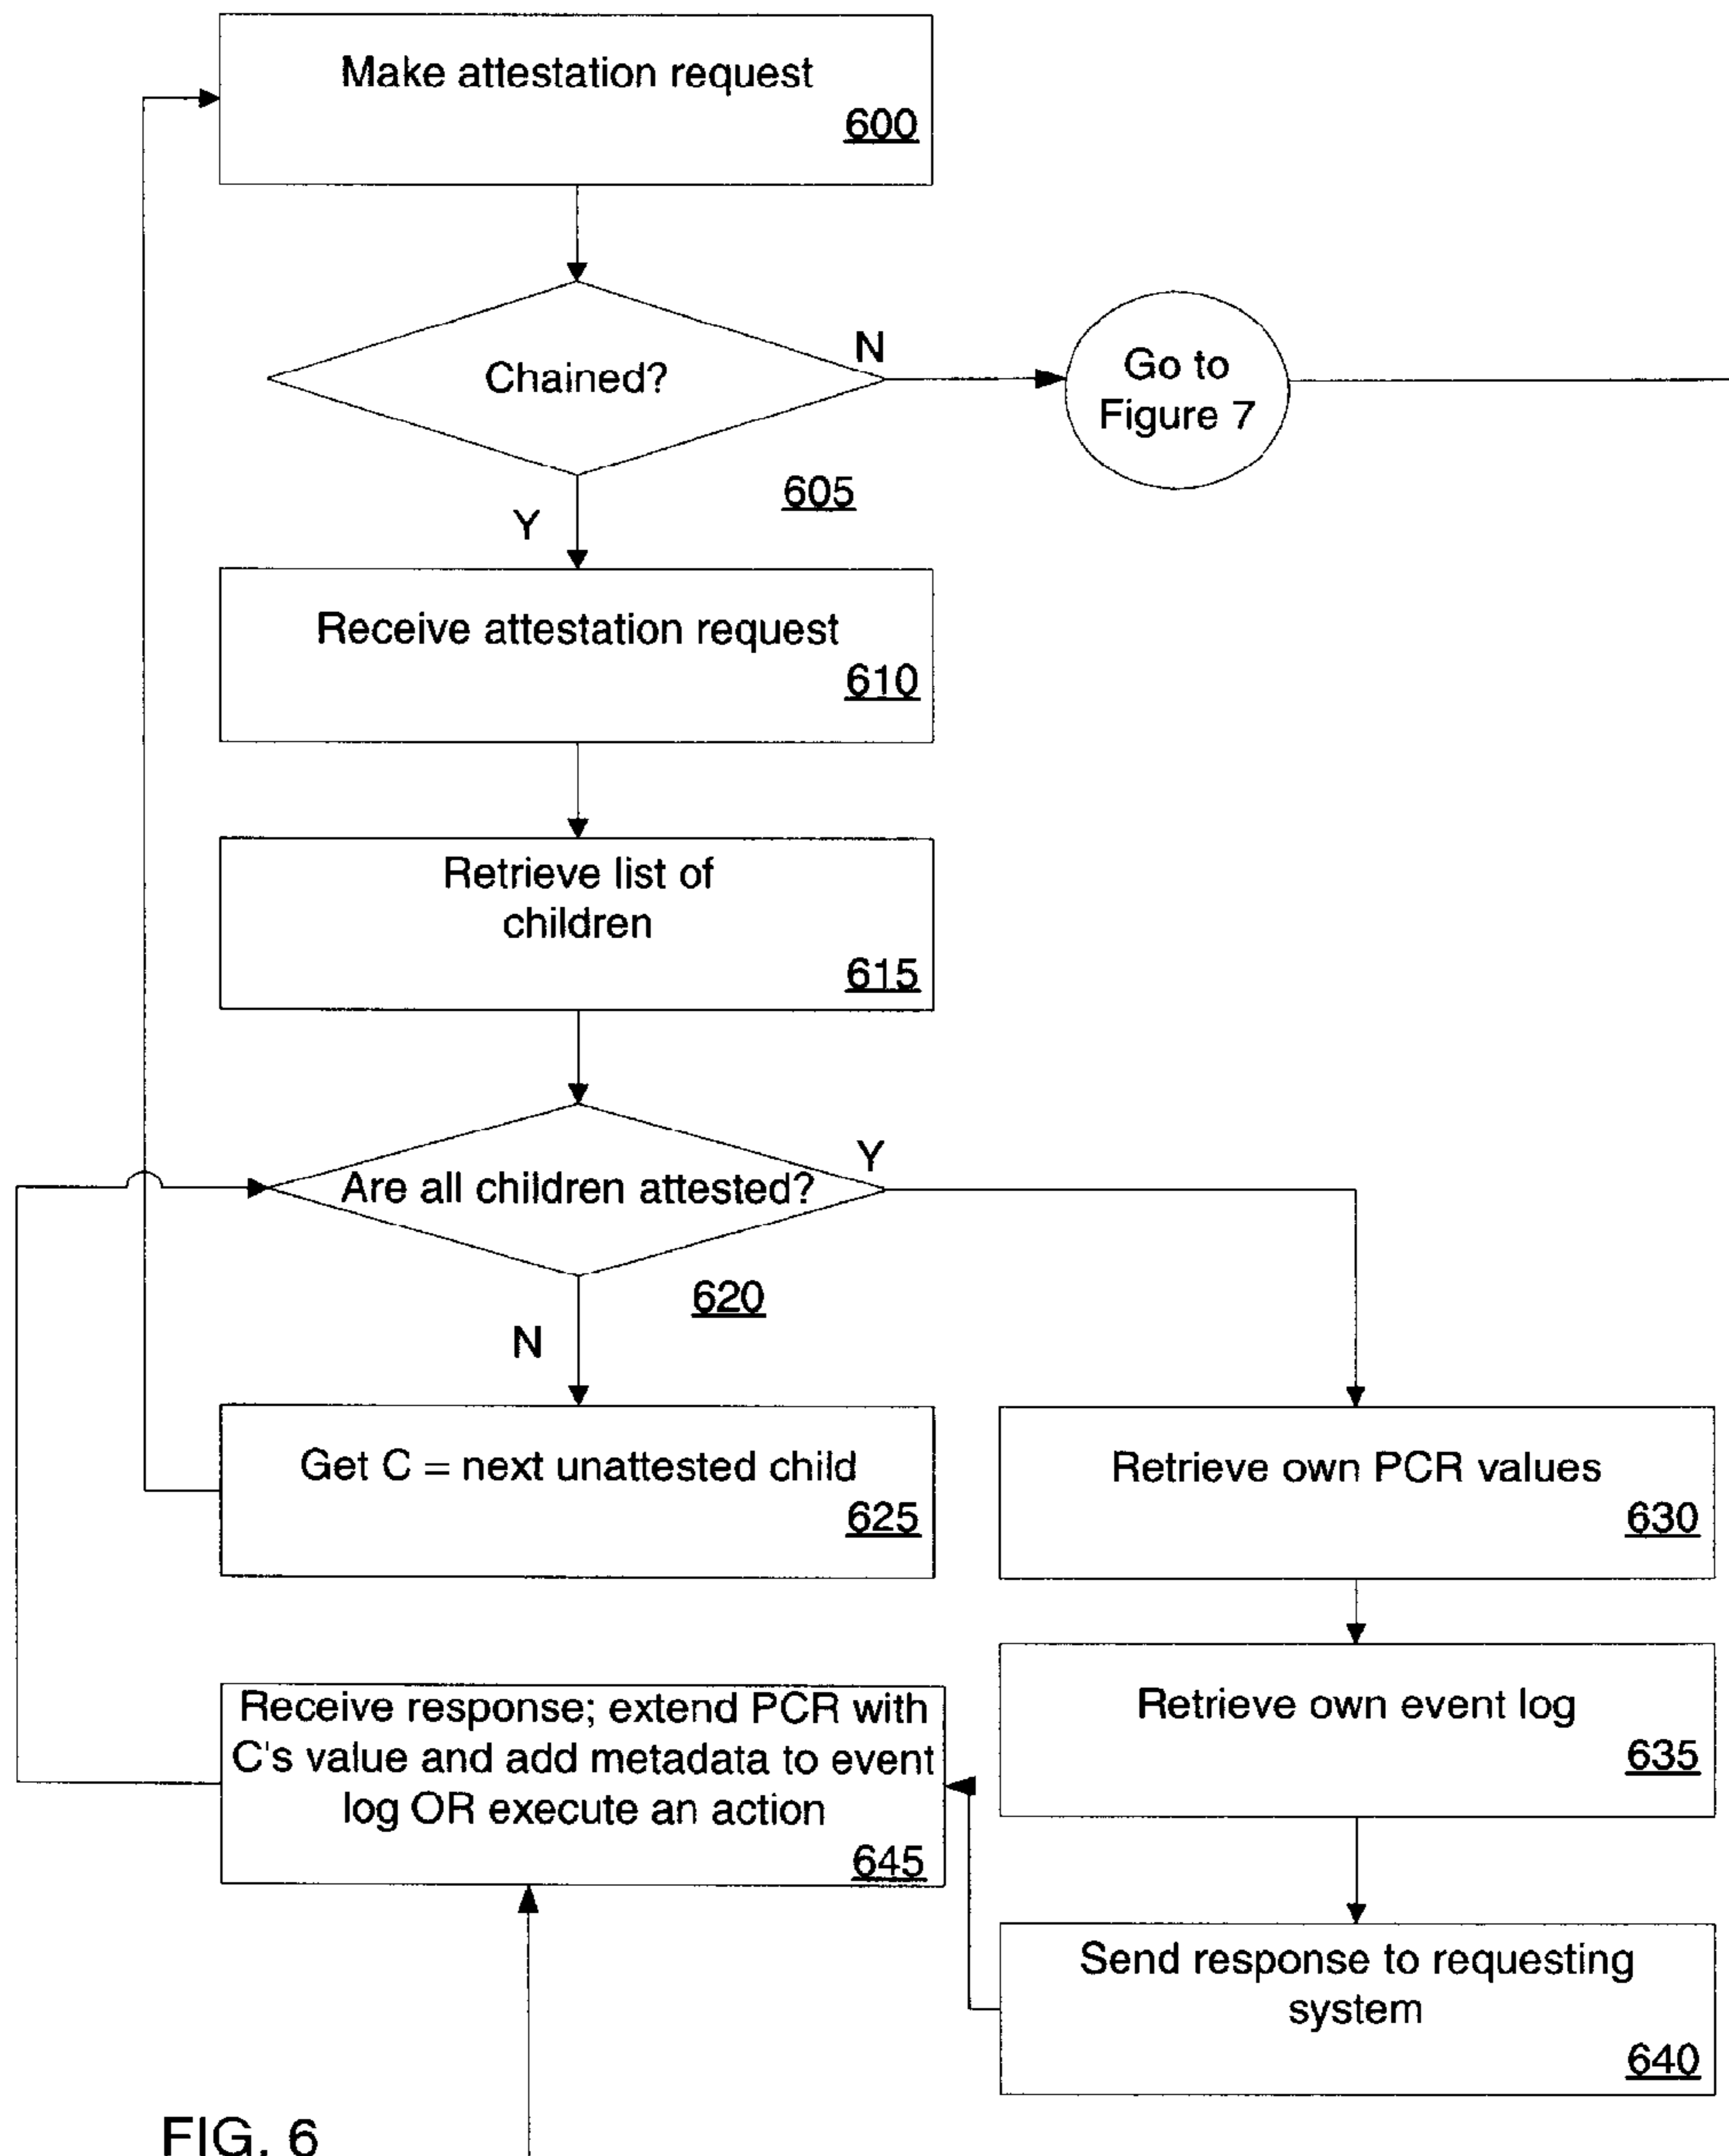 Make attestation request
600
Chained?
N
Go to
Figure 7
605
Y
Receive attestation request
610
Retrieve list of
children
615
Are all children attested?
Y
620
N
Get C = next unattested child
625
Retrieve own PCR values
630
Retrieve own event log
635
Receive response; extend PCR with
C's value and add metadata to event
log OR execute an action
645
Send response to requesting
system
640
FIG. 6